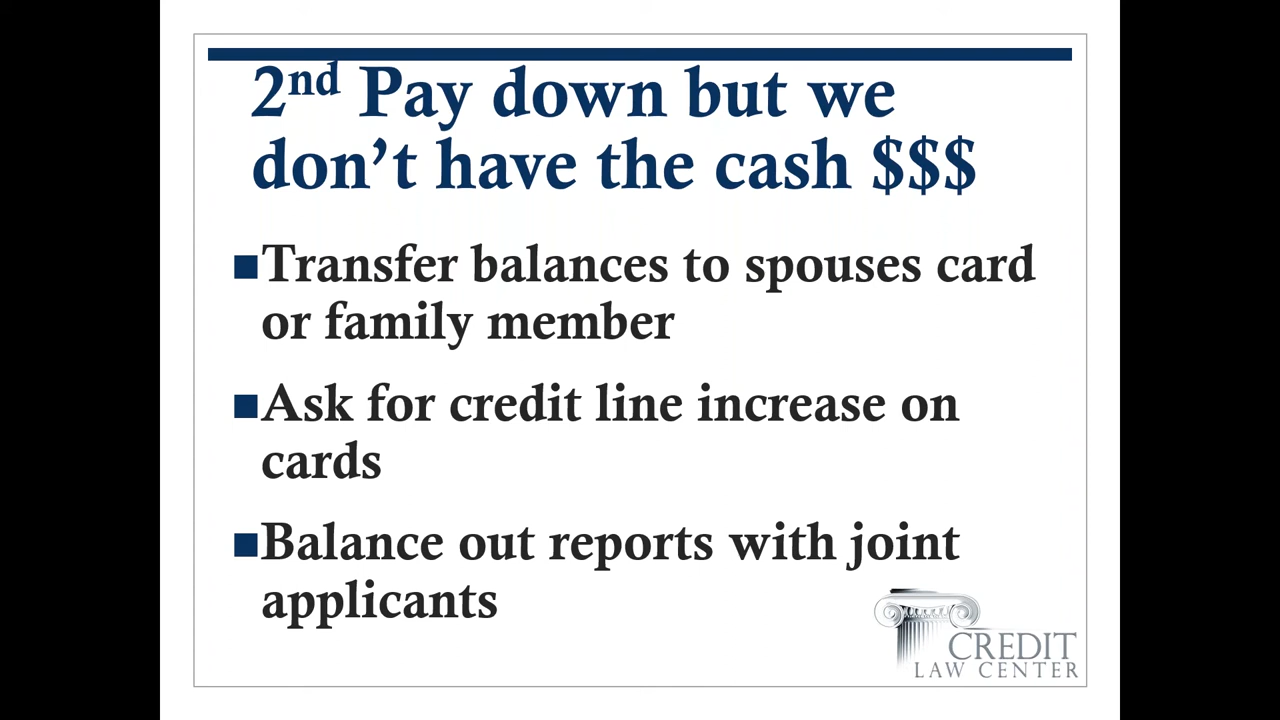 2nd Pay down but we
don’t have the cash $$$
■Transfer balances to spouses card
or family member
■Ask for credit line increase on
cards
■Balance out reports with joint
applicants
CREDIT
LAW CENTER